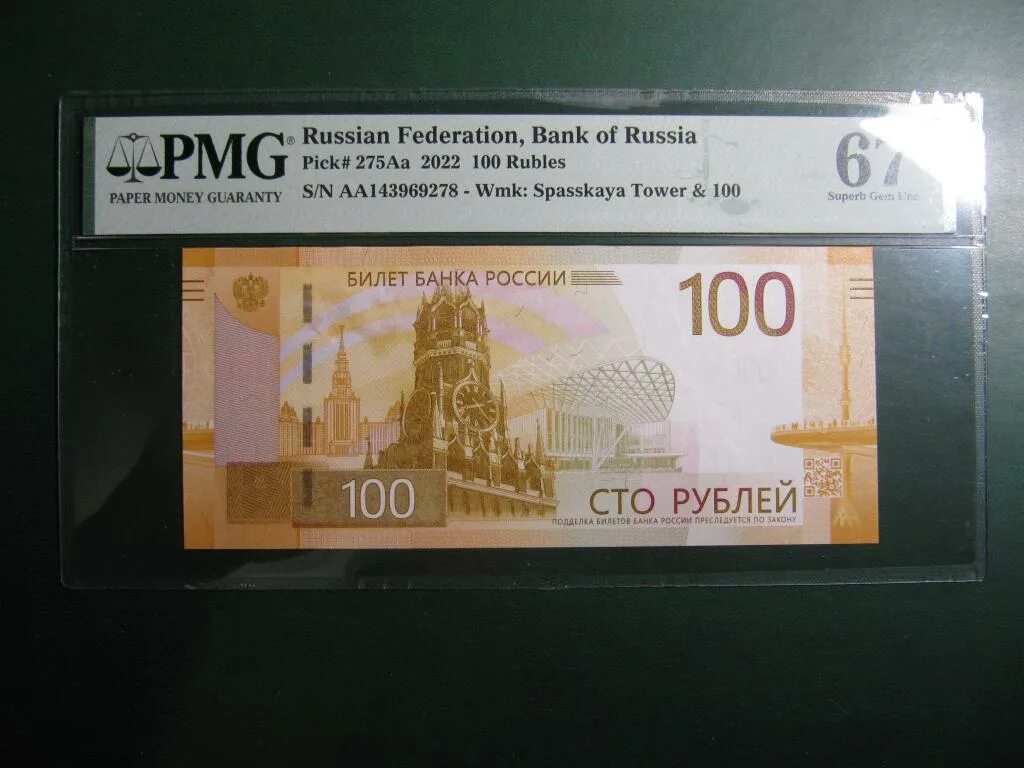 PMG®
PAPER MONEY GUARANTY
Russian Federation, Bank of Russia
Pick# 275Aa 2022 100 Rubles
S/N AA143969278 - Wmk: Spasskaya Tower & 100
67
Superb Gem Unc
БИЛЕТ БАНКА РОССИИ
100
100
СТО РУБЛЕЙ
ПОДДЕЛКА БИЛЕТОВ БАНКА РОССИИ ПРЕСЛЕДУЕТСЯ ПО ЗАКОНУ